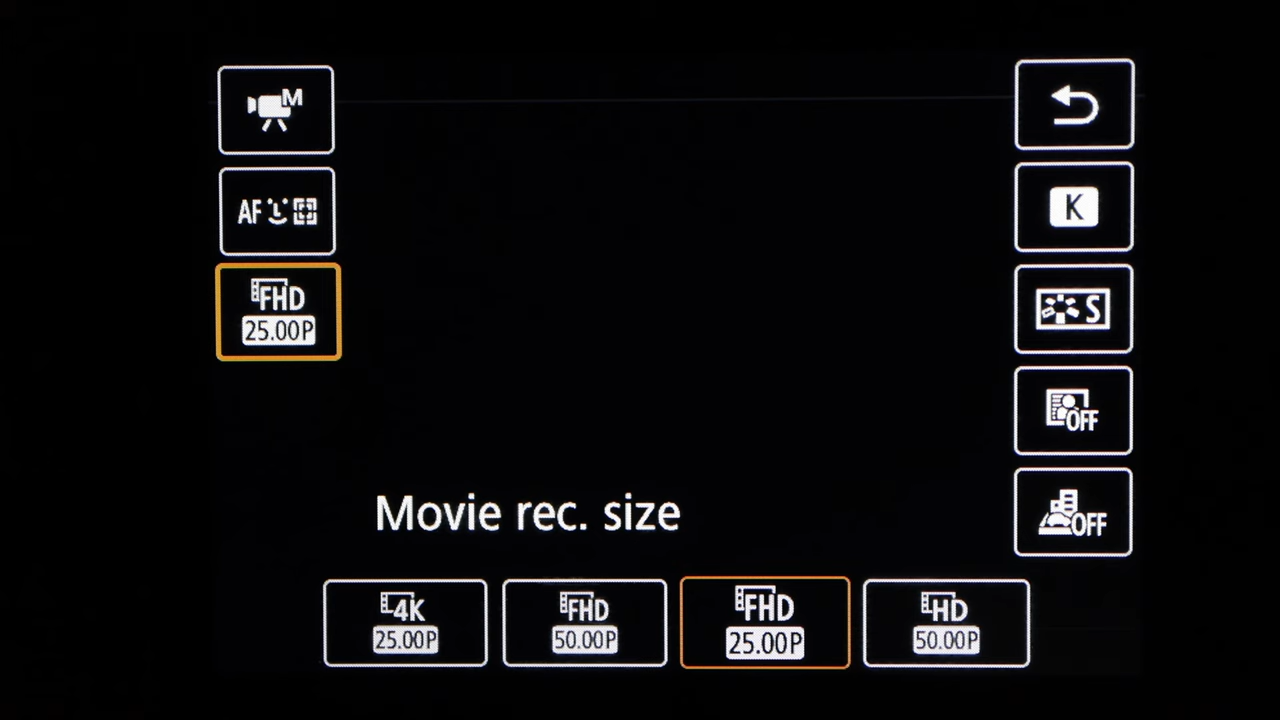 M
AF
FHD
25.00P
K
S
OFF
OFF
Movie rec. size
4K
25.00P
FHD
50.00P
FHD
25.00P
HD
50.00P